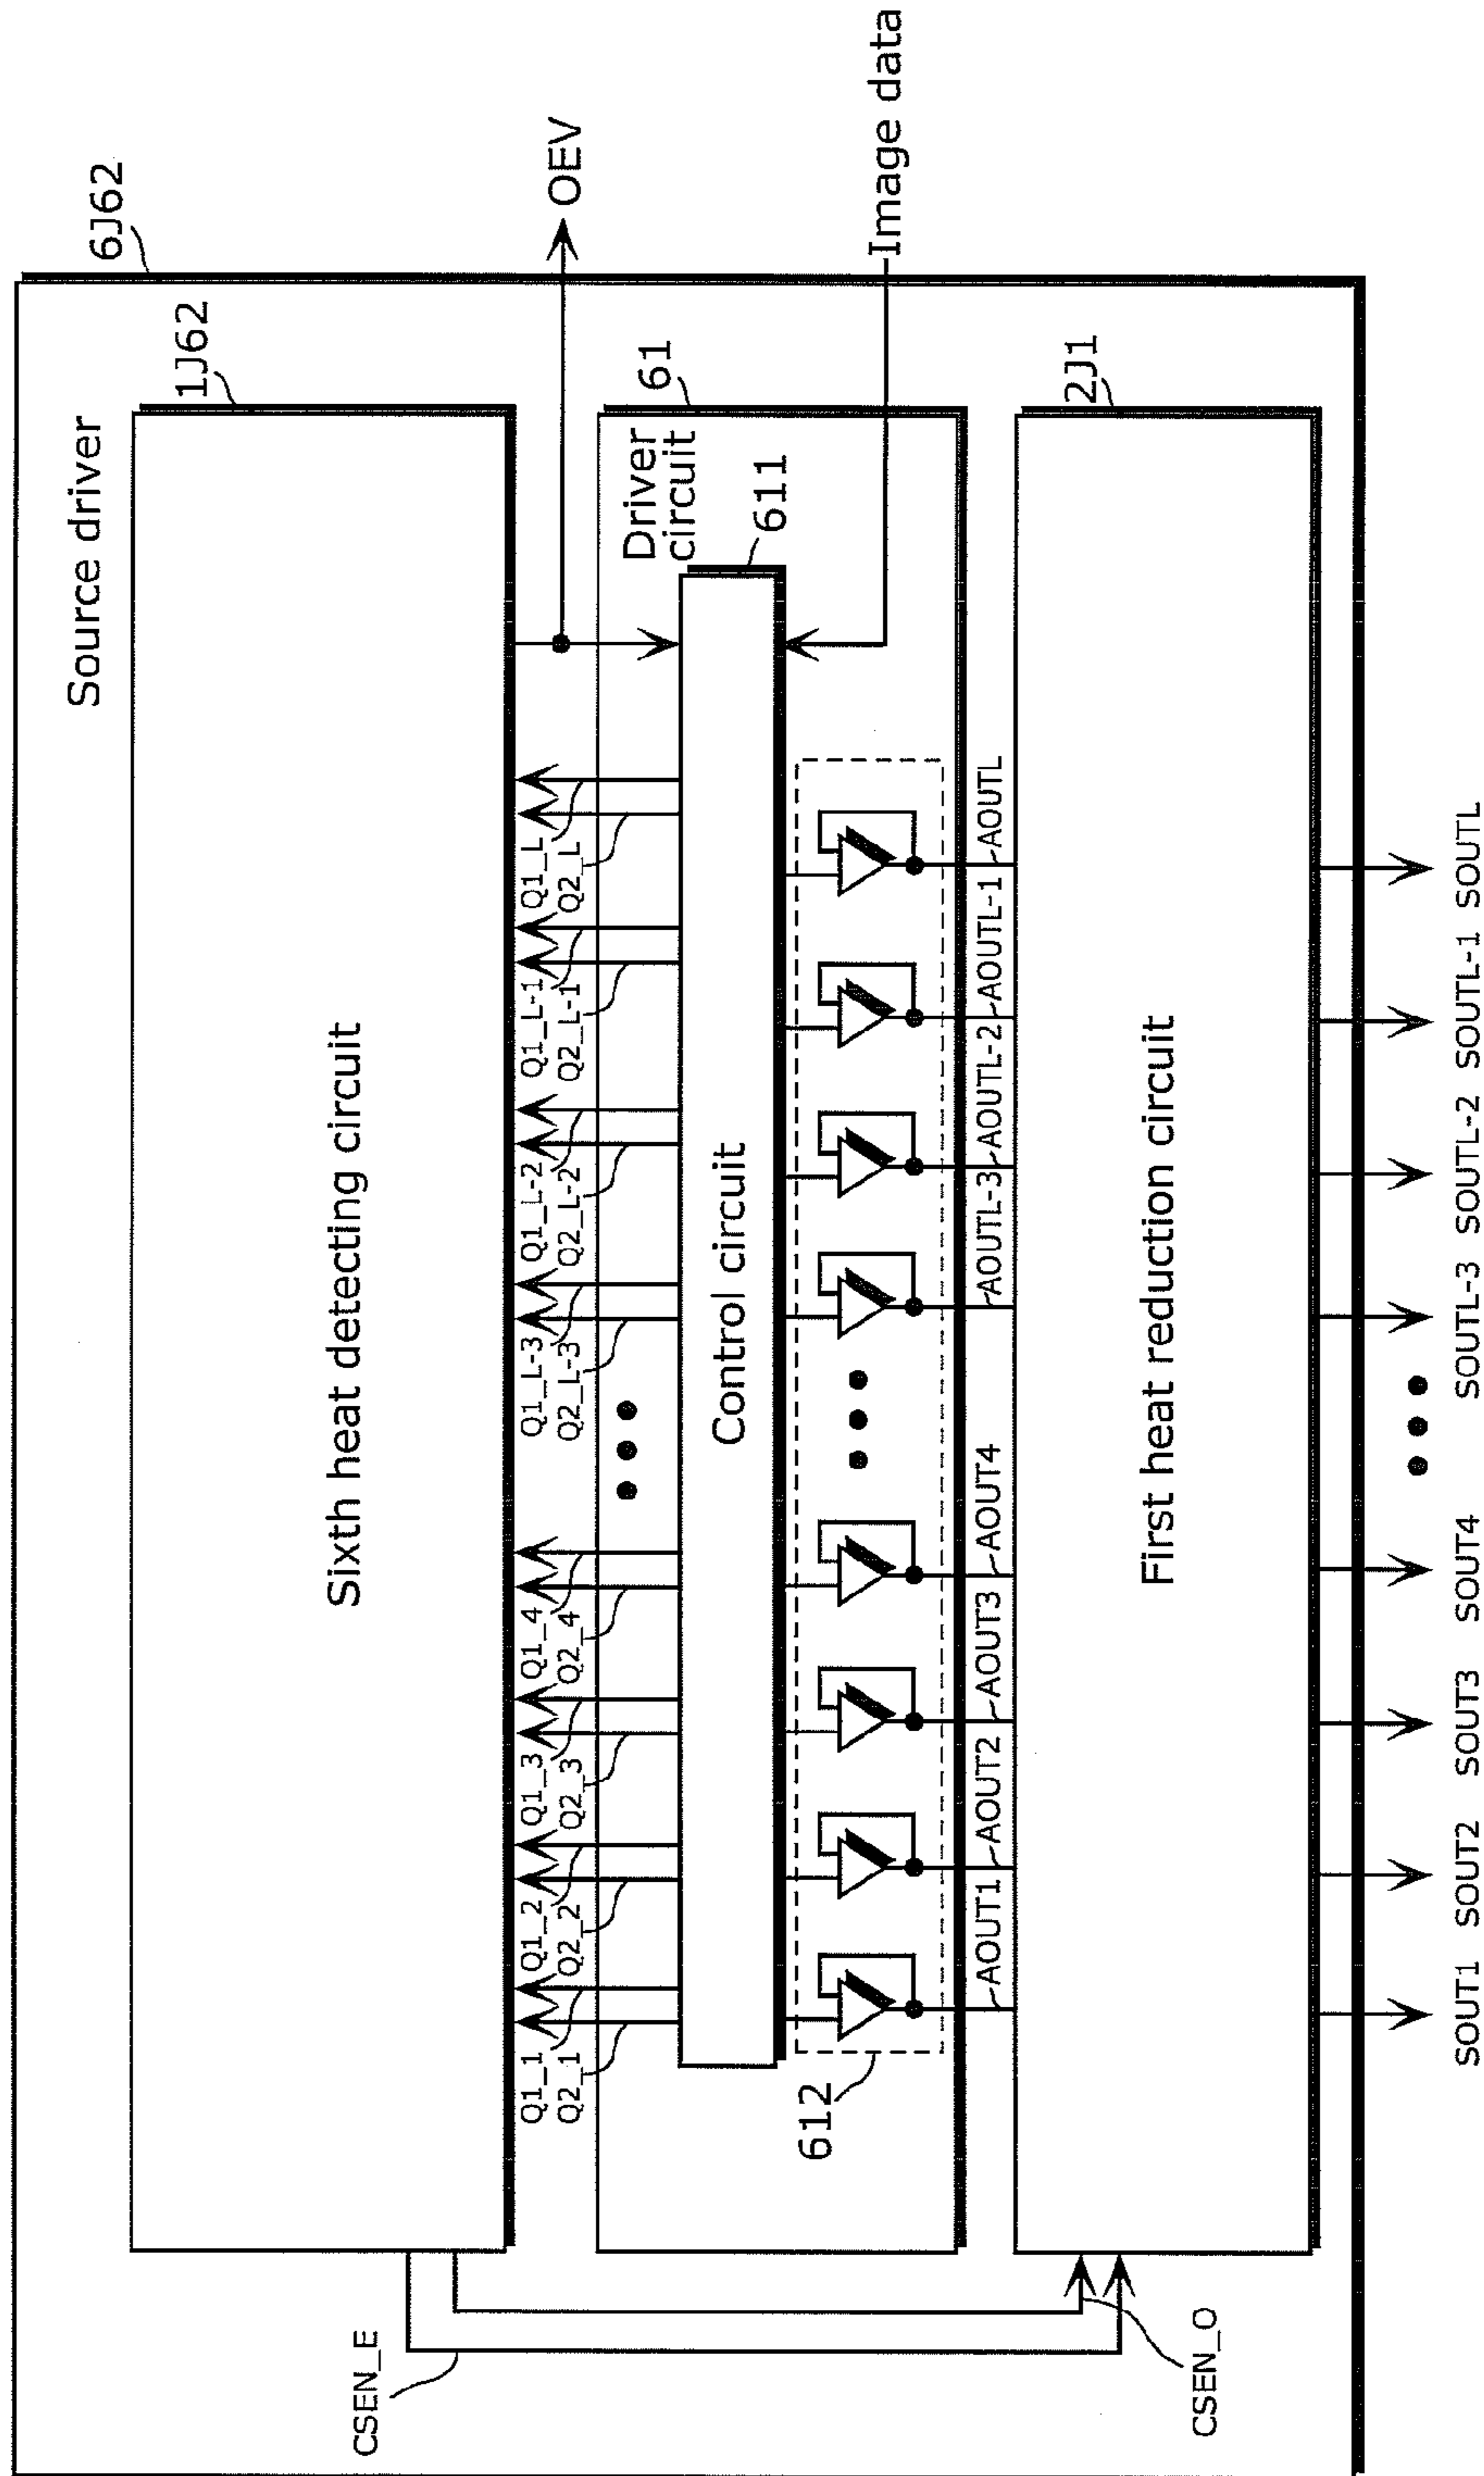 Source driver
6J62
1J62
Sixth heat detecting circuit
OEV
Q1_1
Q2_1
Q1_2
Q2_2
Q1_3
Q2_3
Q1_4
Q2_4
Q1_L-3
Q2_L-3
Q1_L-2
Q2_L-2
Q1_L-1
Q2_L-1
Q1_L
Q2_L
Driver
circuit
61
611
Control circuit
Image data
612
AOUT1
AOUT2
AOUT3
AOUT4
AOUTL-3
AOUTL-2
AOUTL-1
AOUTL
2J1
First heat reduction circuit
CSEN_E
CSEN_O
SOUT1
SOUT2
SOUT3
SOUT4
SOUTL-3
SOUTL-2
SOUTL-1
SOUTL